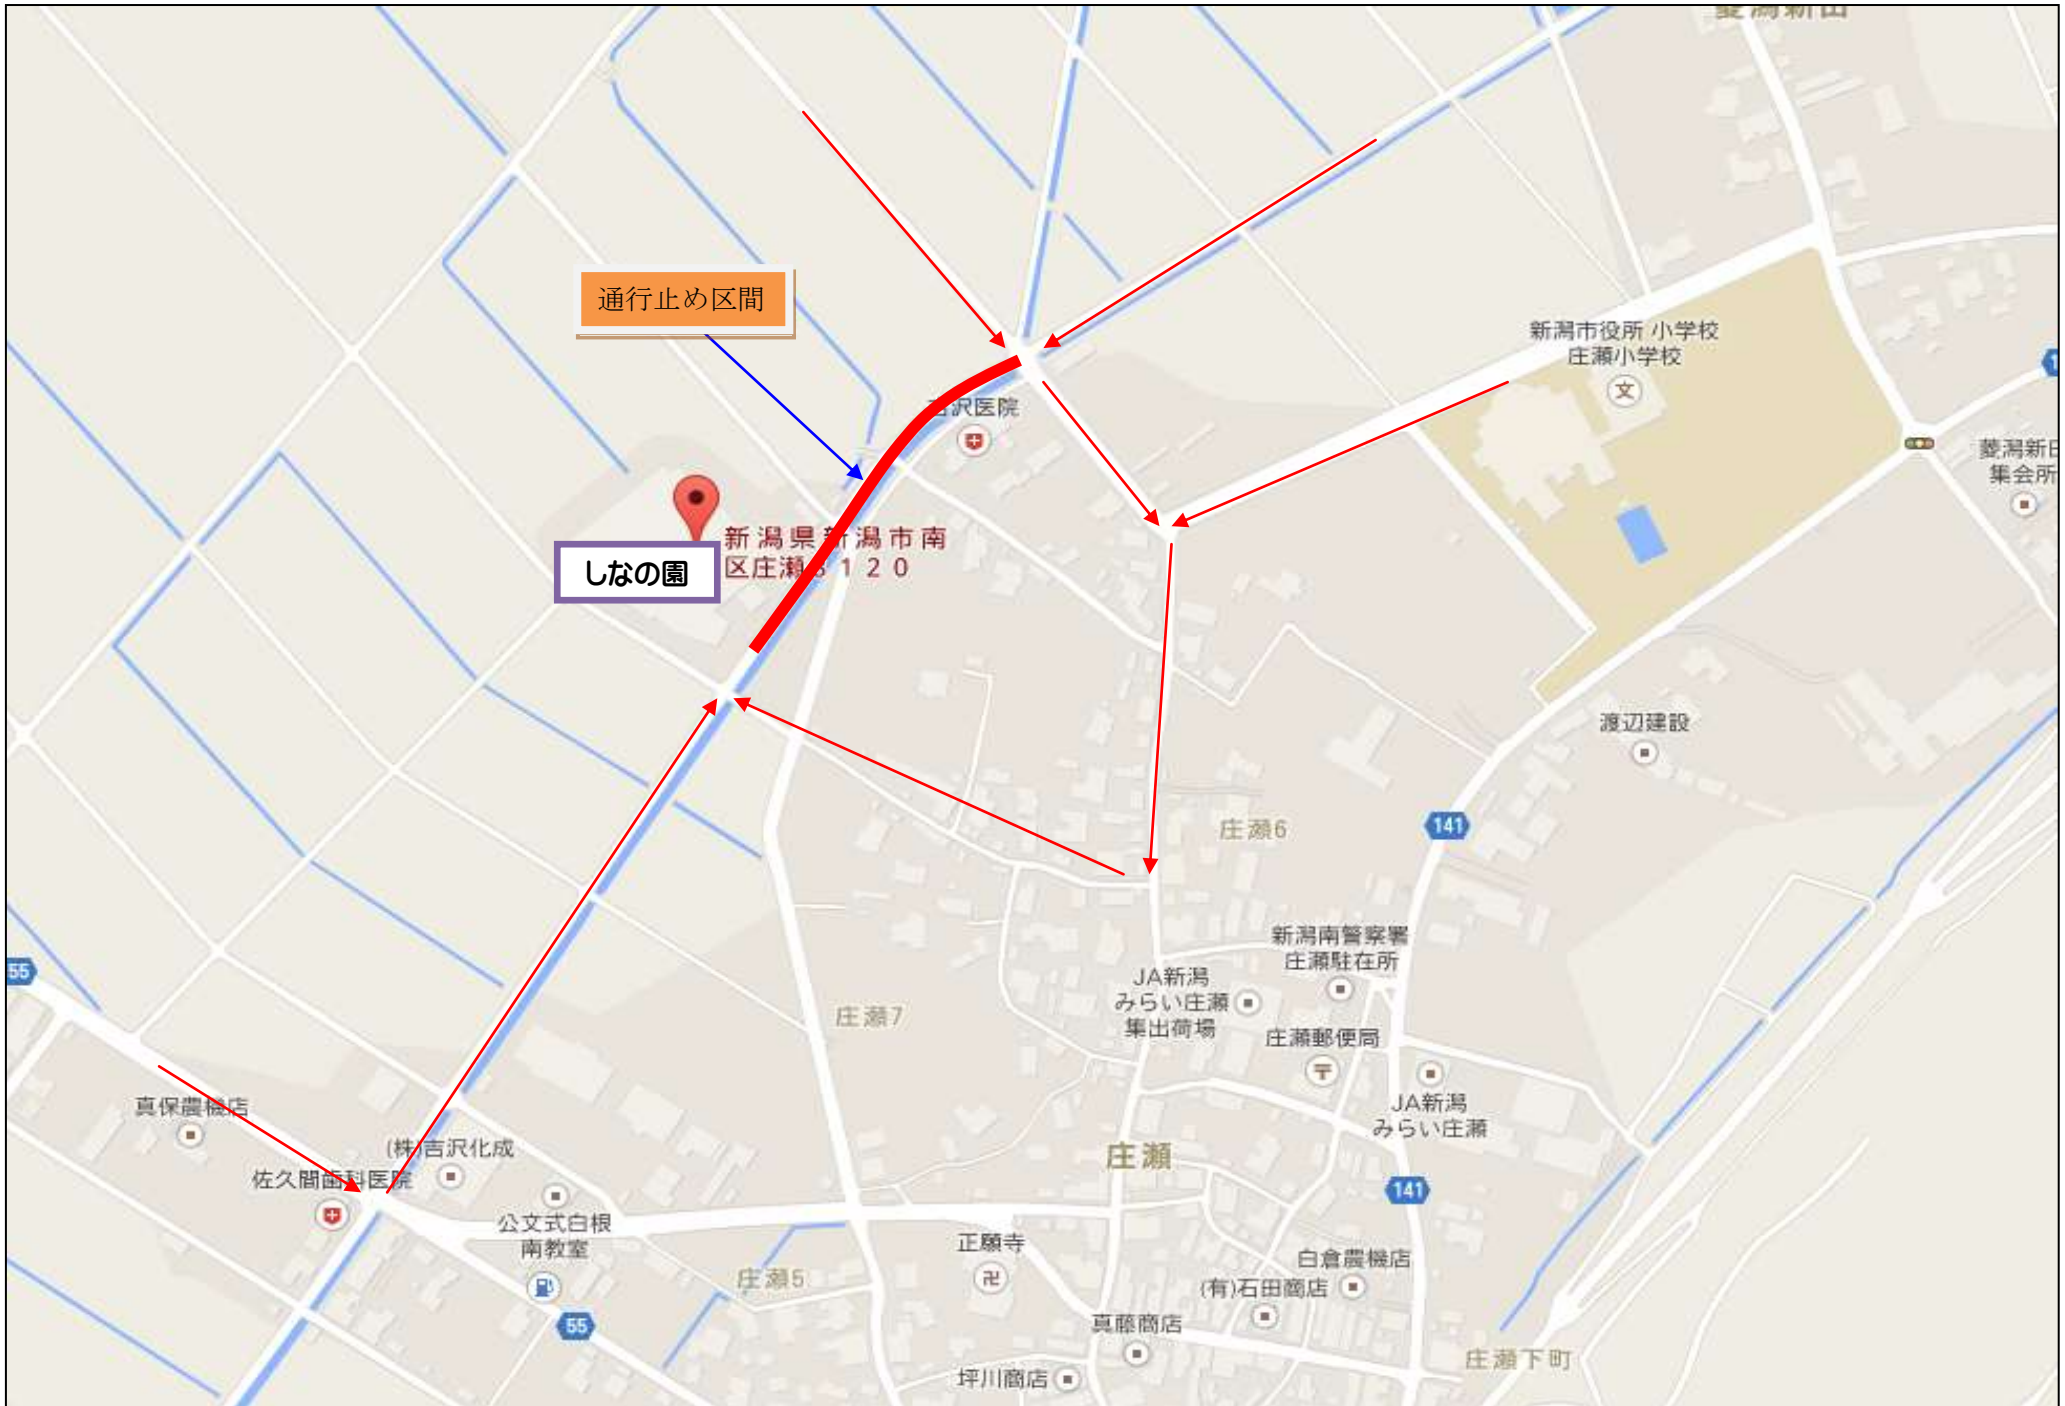 通行止め区間
新潟市役所 小学校
庄瀬小学校
沢医院
菱潟新田
集会所
新潟県新潟市南
区庄瀬 120
しなの園
渡辺建設
141
庄瀬6
新潟南警察署
庄瀬駐在所
55
JA新潟
みらい庄瀬
集出荷場
庄瀬7
庄瀬郵便局
真保農機店
JA新潟
みらい庄瀬
(株)吉沢化成
庄瀬
佐久間歯科医院
141
公文式白根
南教室
正願寺
白倉農機店
庄瀬5
(有)石田商店
55
真藤商店
庄瀬下町
坪川商店